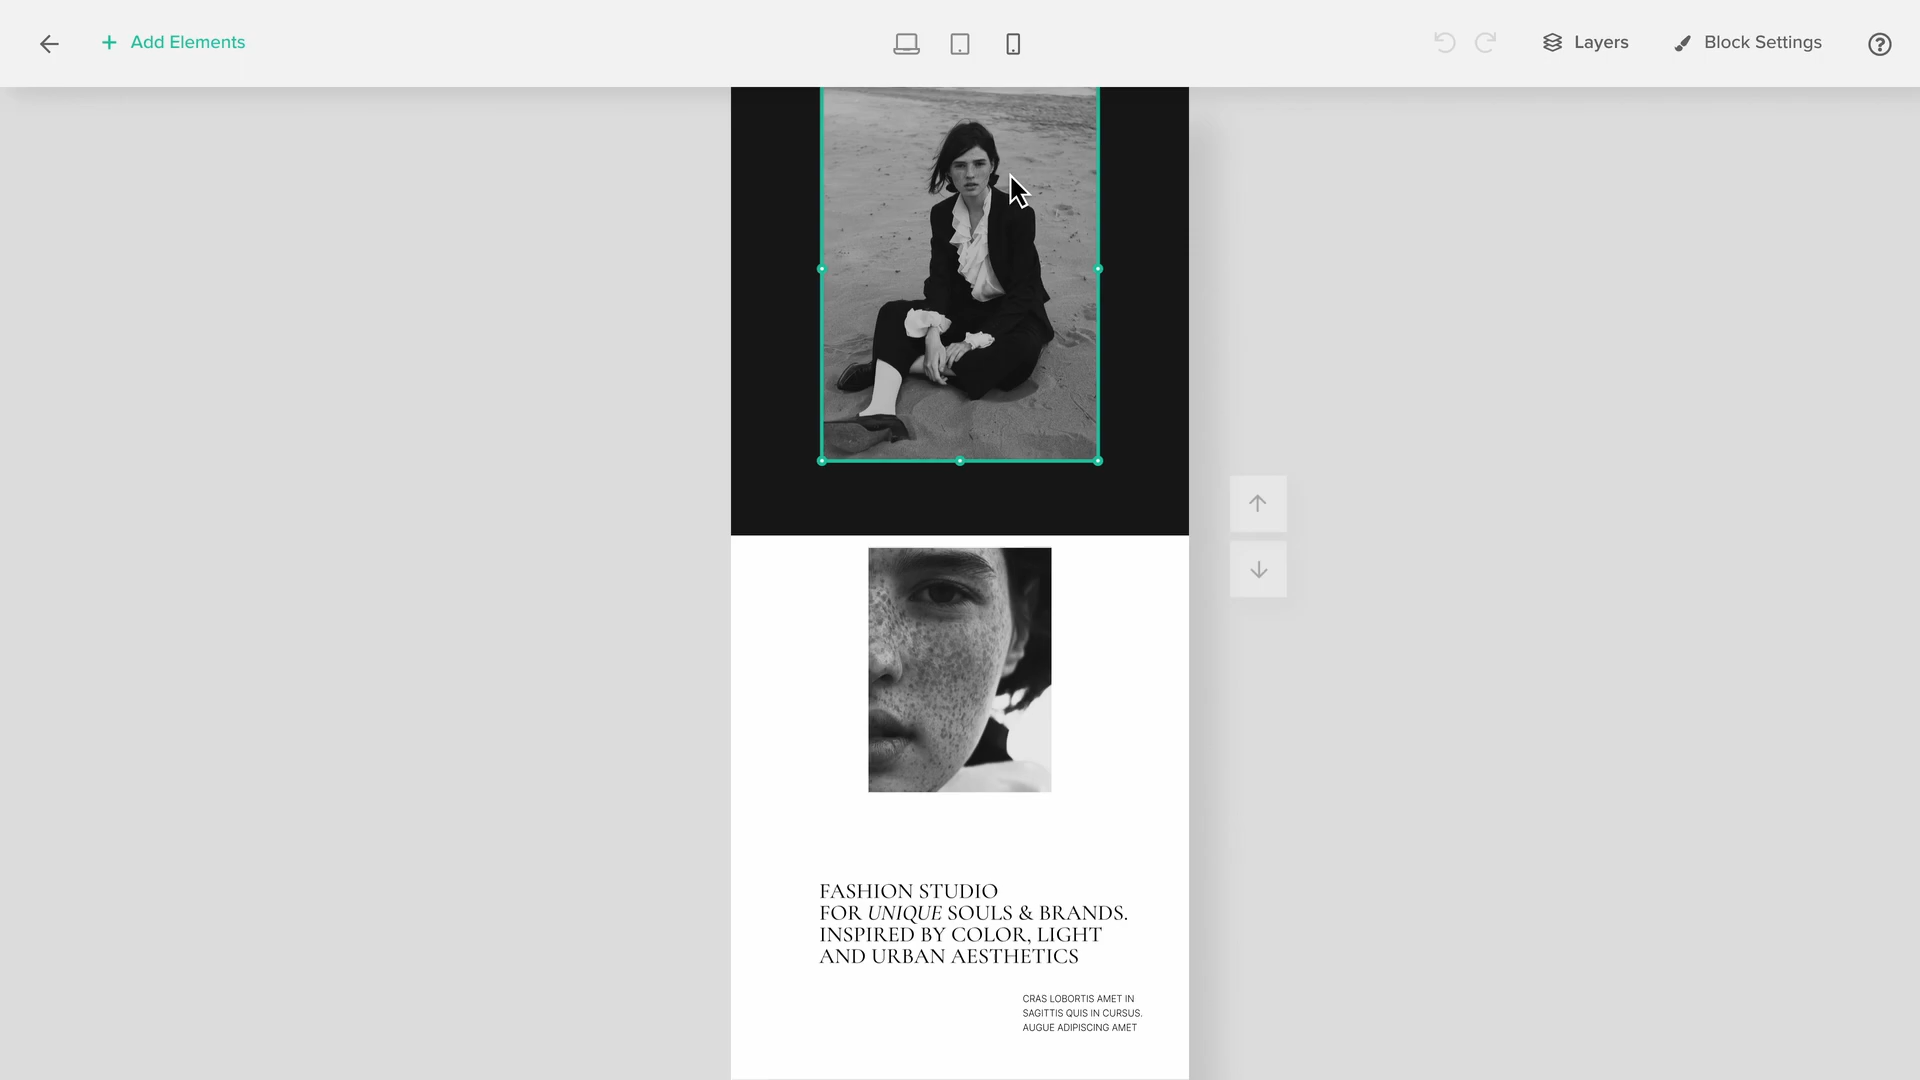 Add Elements
Layers
Block Settings
FASHION STUDIO
FOR UNIQUE SOULS & BRANDS.
INSPIRED BY COLOR, LIGHT
AND URBAN AESTHETICS
CRAS LOBORTIS AMET IN
SAGITTIS QUIS IN CURSUS.
AUGUE ADIPISCING AMET